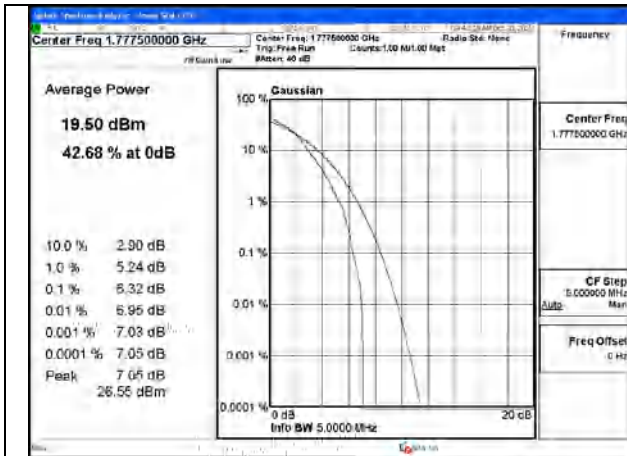 Center Freq 1.777500000 GHz
Center Freq: 1.777500000 GHz
Radio Std: None
Trig: Free Run
Counts:1.00 M/1.00 Mpt
#Atten: 40 dB
Frequency
Average Power
19.50 dBm
42.68 % at 0dB
10.0 % 2.90 dB
1.0 % 5.24 dB
0.1 % 6.32 dB
0.01 % 6.95 dB
0.001 % 7.03 dB
0.0001 % 7.05 dB
Peak 7.05 dB
26.55 dBm
Gaussian
100 %
10 %
1 %
0.1 %
0.01 %
0.001 %
0.0001 %
0 dB
20 dB
Info BW 5.0000 MHz
Center Freq
1.777500000 GHz
CF Step
5.000000 MHz
Auto Man
Freq Offset
0 Hz